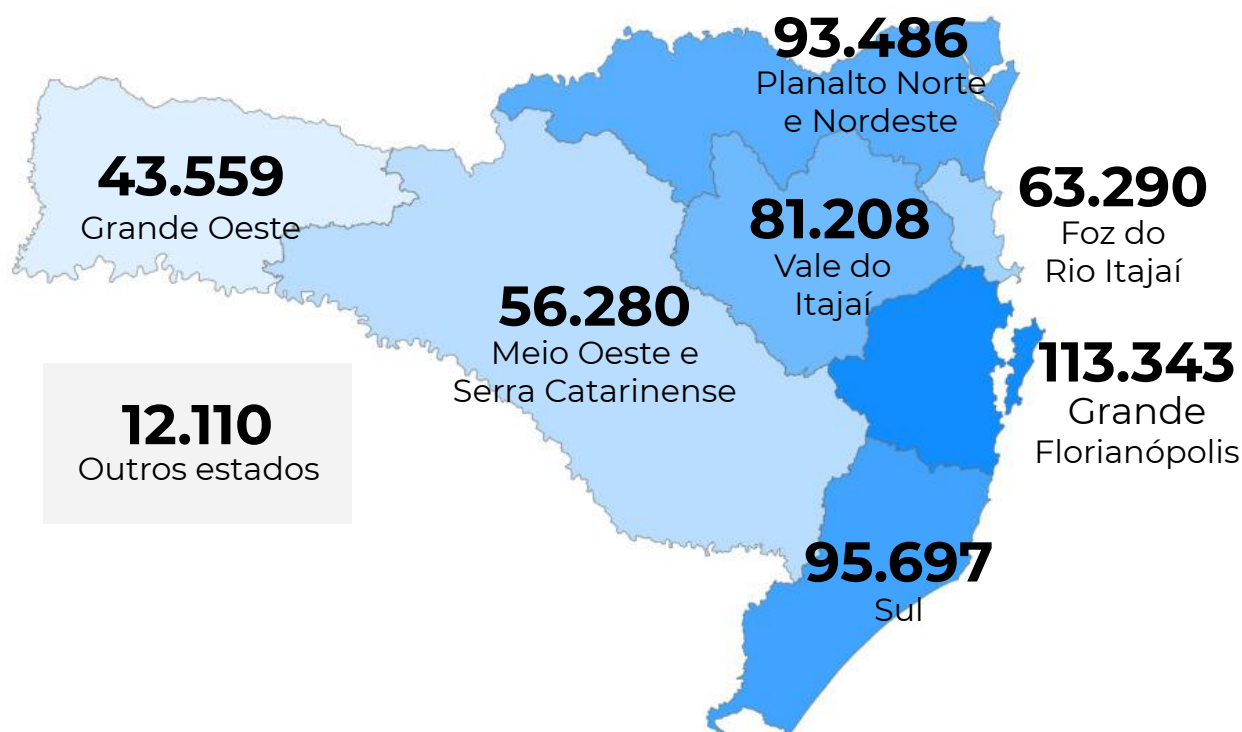 93.486
Planalto Norte
e Nordeste
43.559
Grande Oeste
63.290
Foz do
Rio Itajaí
81.208
Vale do
Itajaí
56.280
Meio Oeste e
Serra Catarinense
113.343
Grande
Florianópolis
12.110
Outros estados
95.697
Sul